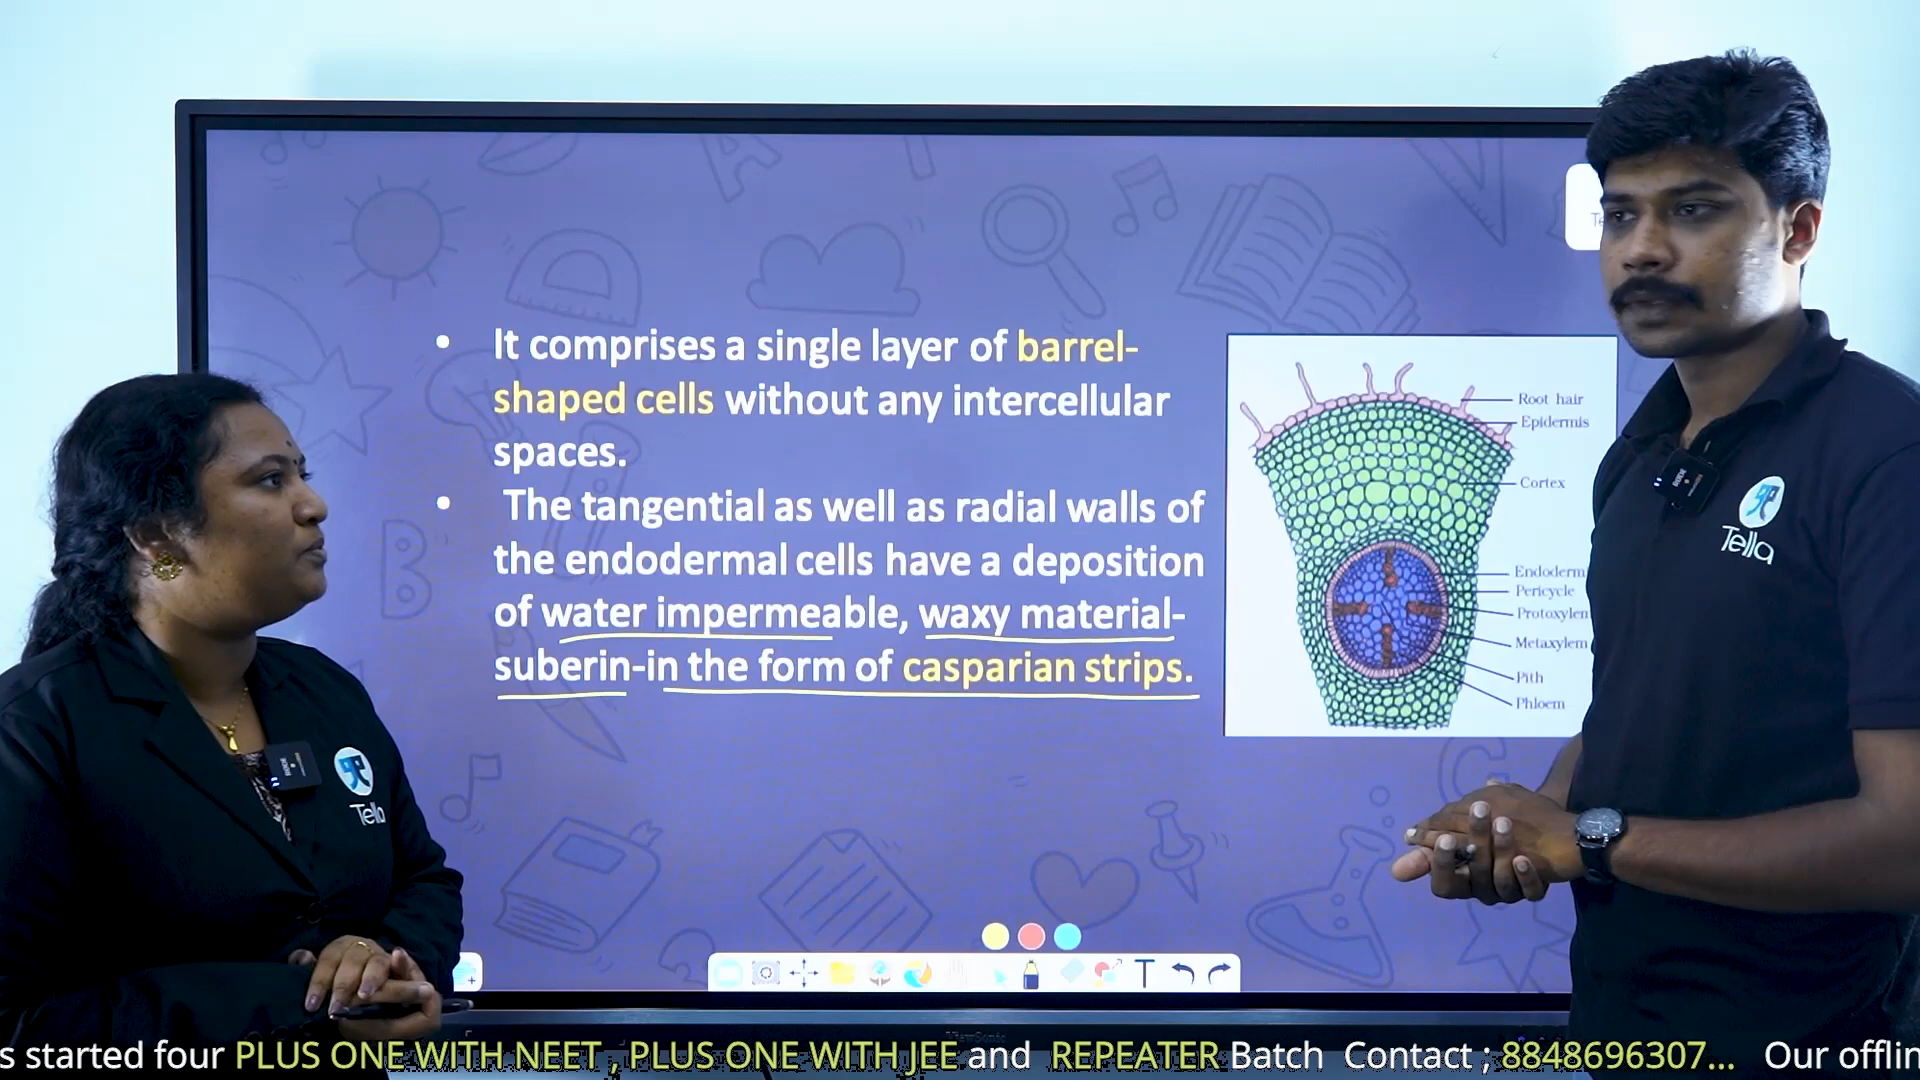 • It comprises a single layer of barrel-
shaped cells without any intercellular
spaces.
• The tangential as well as radial walls of
the endodermal cells have a deposition
of water impermeable, waxy material-
suberin-in the form of casparian strips.
Root hair
Epidermis
Cortex
Endoderm
Pericycle
Protoxylem
Metaxylem
Pith
Phloem
Tella
Tella
T
ViewSonic
s started four PLUS ONE WITH NEET , PLUS ONE WITH JEE and REPEATER Batch Contact ; 8848696307... Our offlin